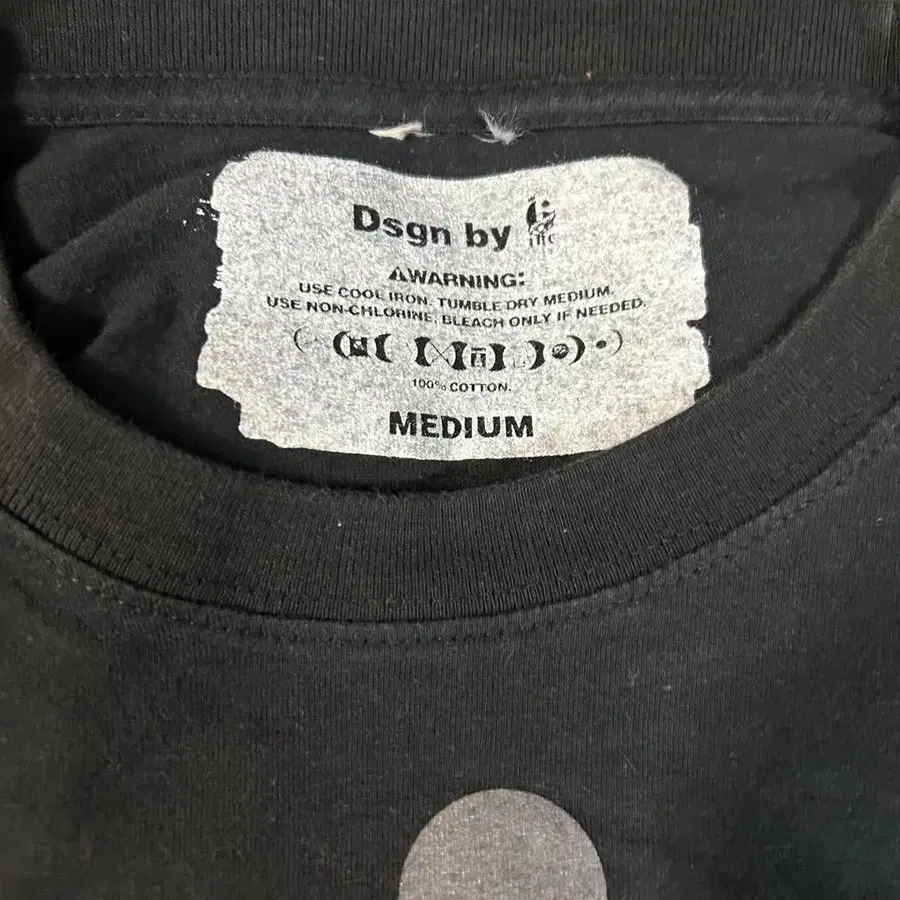 Dsgn by
⚠WARNING:
USE COOL IRON. TUMBLE DRY MEDIUM.
USE NON-CHLORINE. BLEACH ONLY IF NEEDED.
100% COTTON.
MEDIUM